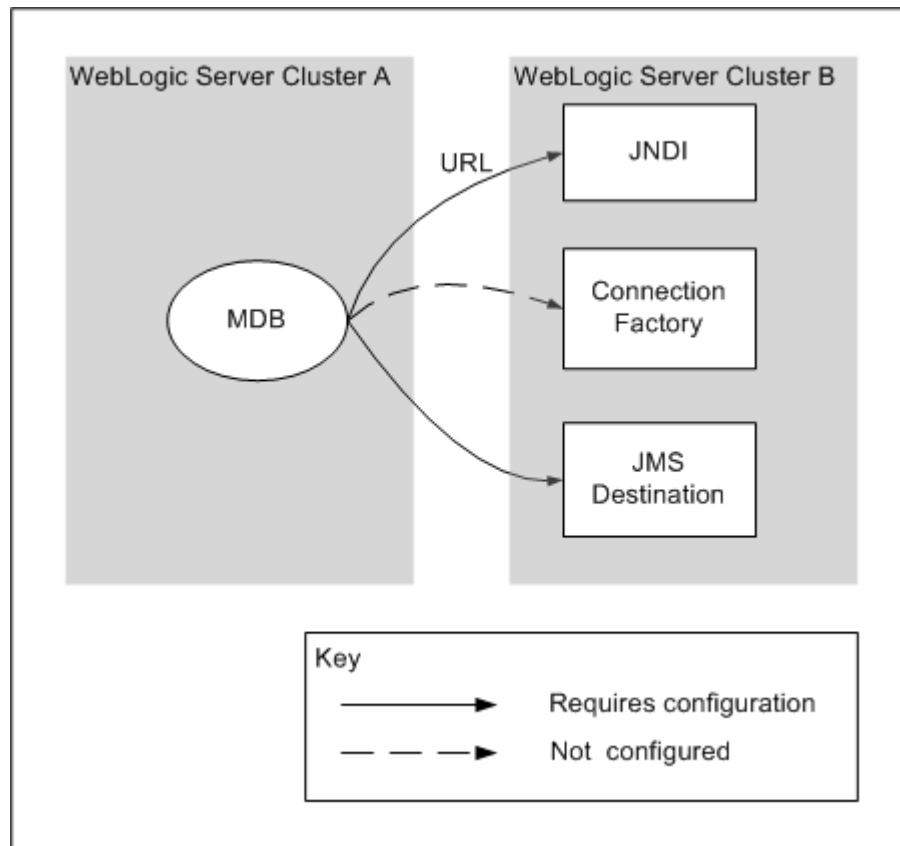 WebLogic Server Cluster A
WebLogic Server Cluster B
URL
JNDI
MDB
Connection
Factory
JMS
Destination
Key
Requires configuration
Not configured